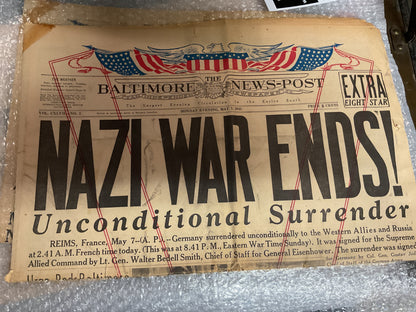 THE
BALTIMORE NEWS-POST
The Largest Evening Circulation in the Entire South
EXTRA
EIGHT STAR
NAZI WAR ENDS!
Unconditional Surrender
REIMS, France, May 7—(A. P.)—Germany surrendered unconditionally to the Western Allies and Russia
at 2.41 A. M. French time today. (This was at 8.41 P. M., Eastern War Time Sunday). It was signed for the Supreme
Allied Command by Lt. Gen. Walter Bedell Smith, Chief of Staff for General Eisenhower. The surrender was signed